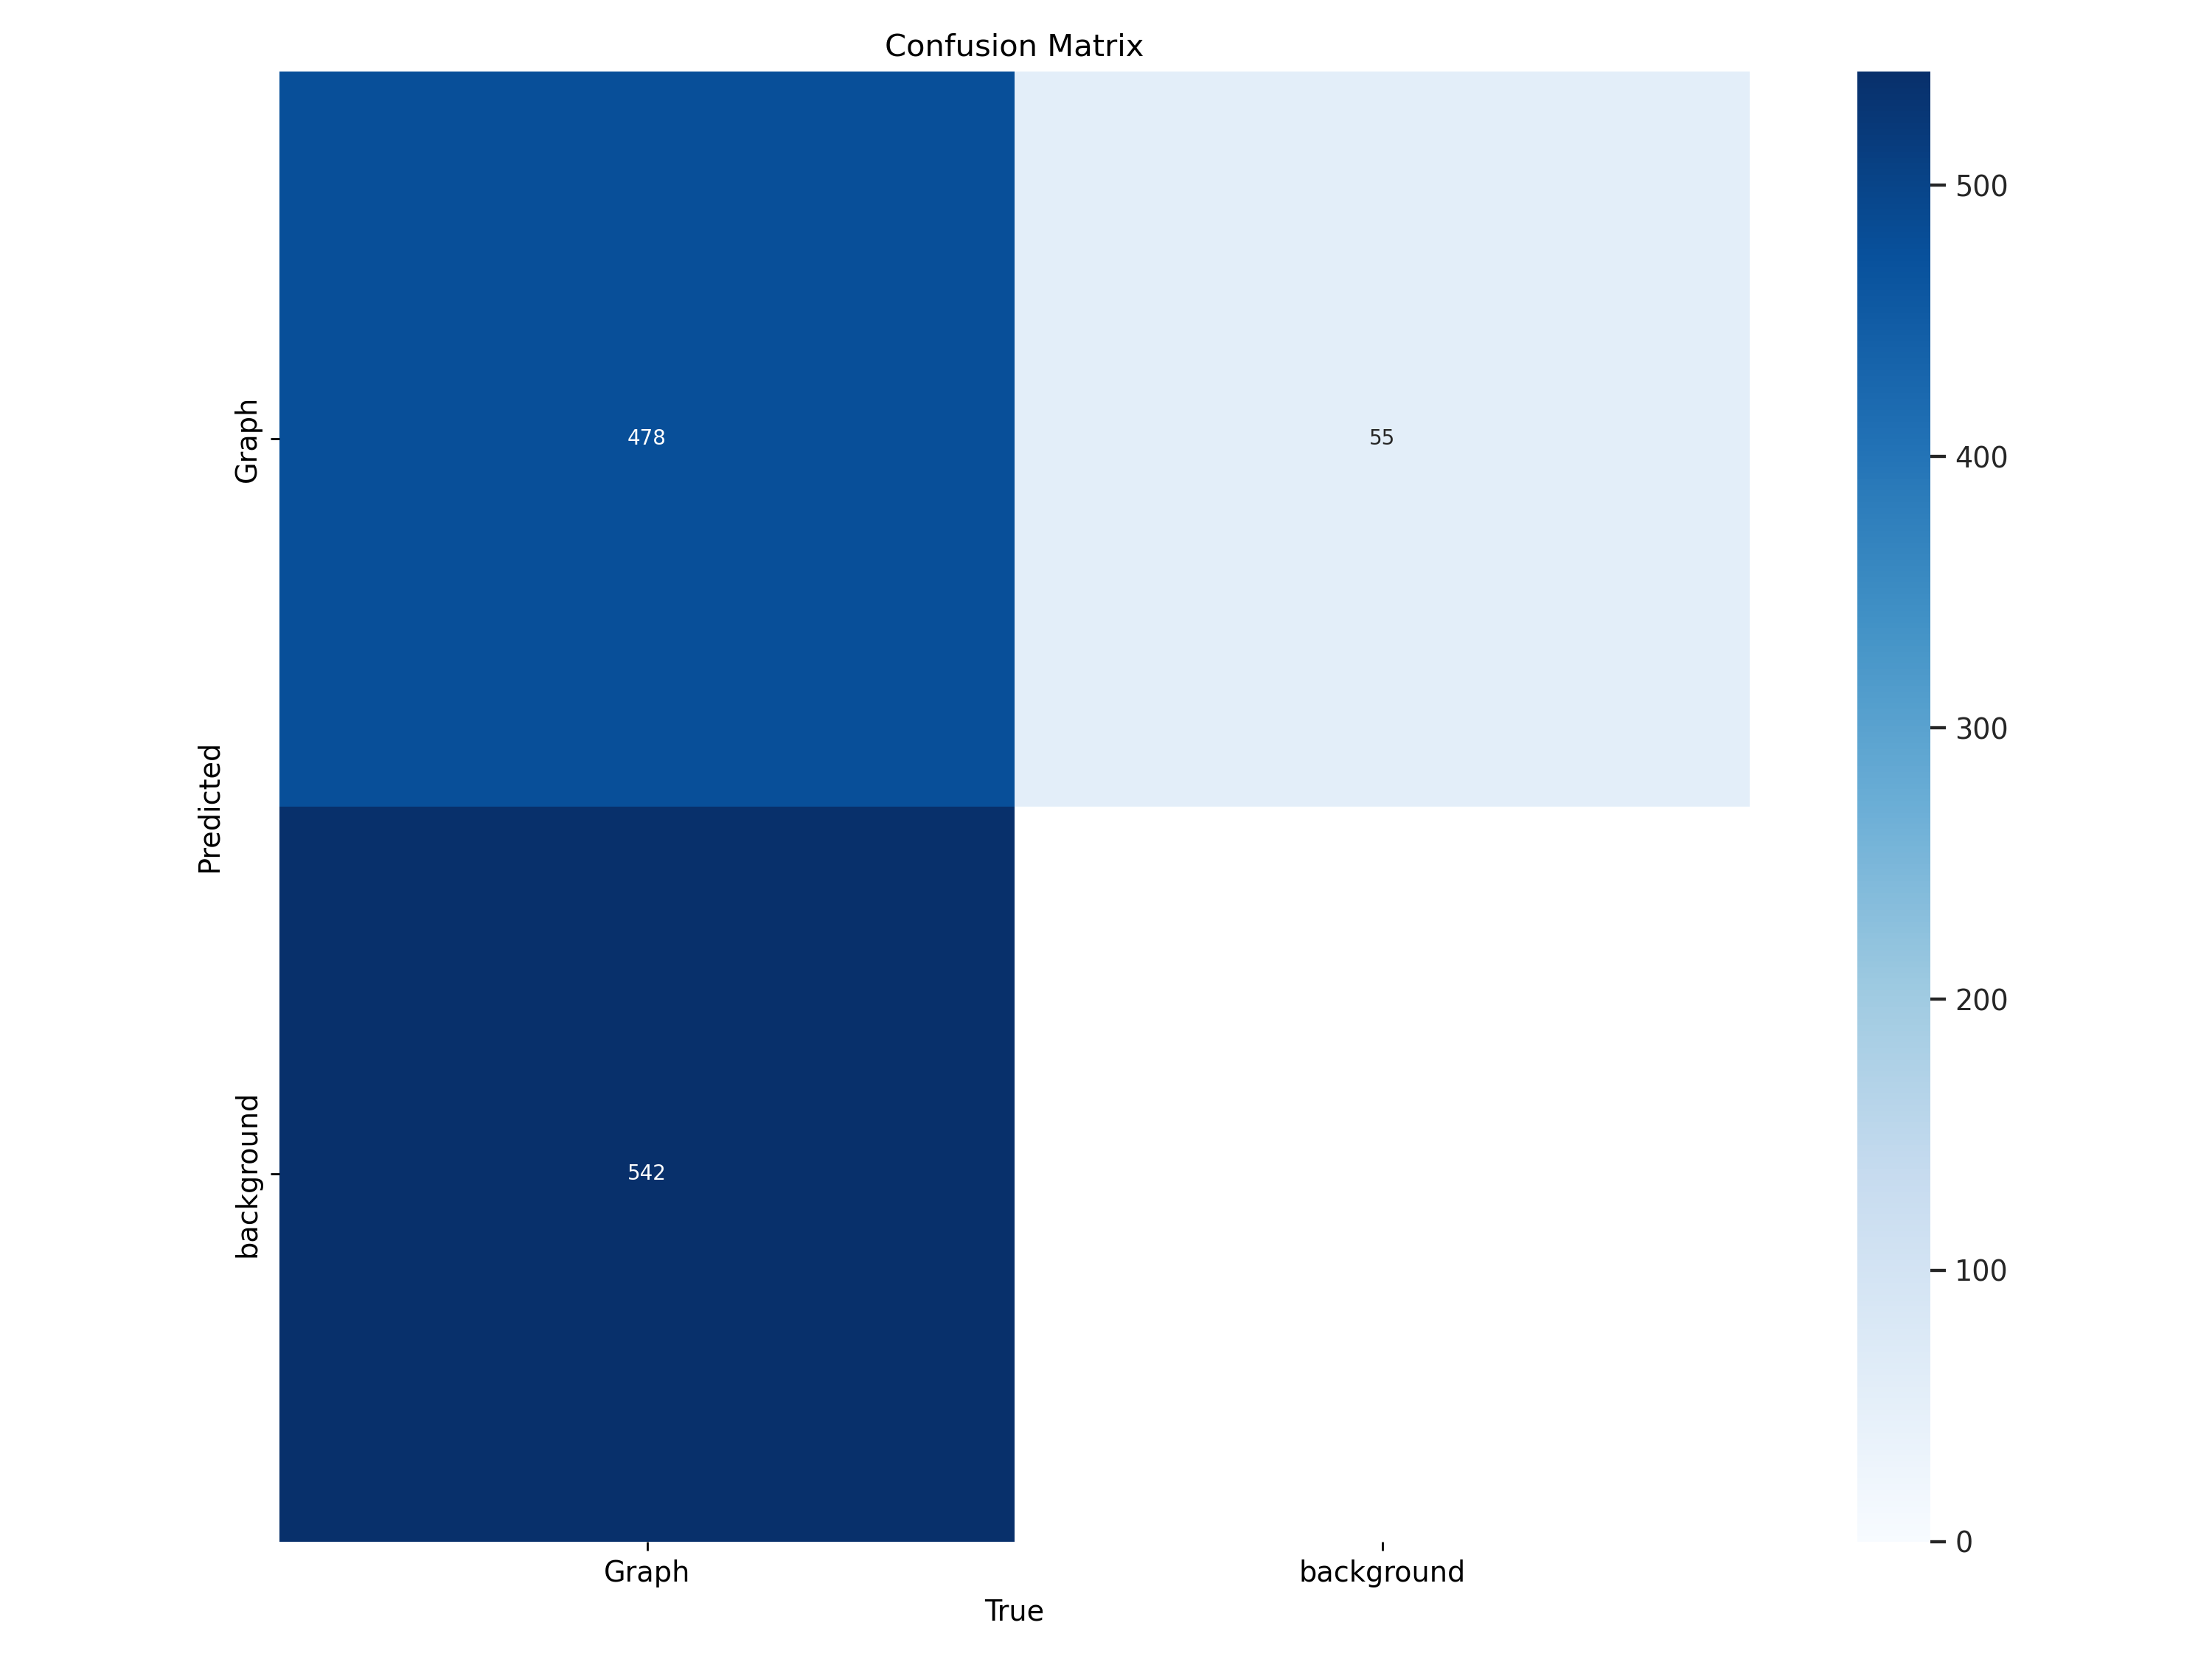 Confusion Matrix
Graph
478
55
500
400
300
200
100
0
Predicted
background
542
Graph
background
True